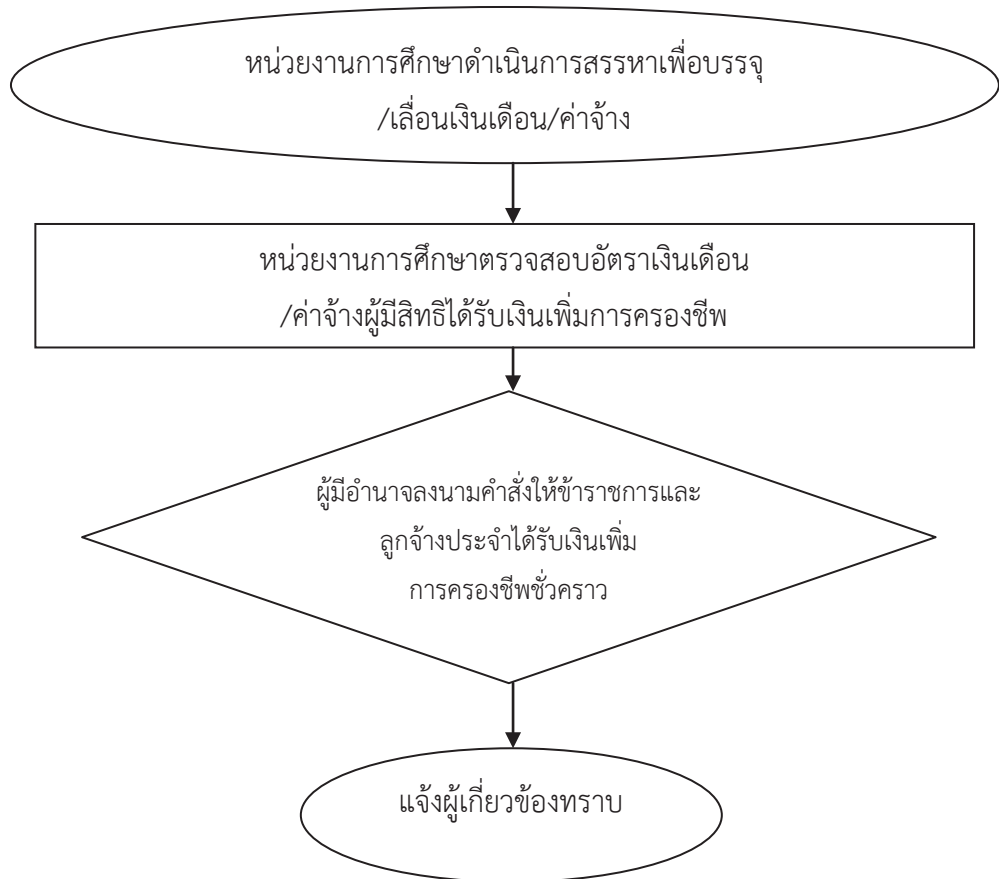 หน่วยงานการศึกษาดำเนินการสรรหาเพื่อบรรจุ
/เลื่อนเงินเดือน/ค่าจ้าง
หน่วยงานการศึกษาตรวจสอบอัตราเงินเดือน
/ค่าจ้างผู้มีสิทธิได้รับเงินเพิ่มการครองชีพ
ผู้มีอำนาจลงนามคำสั่งให้ข้าราชการและ
ลูกจ้างประจำได้รับเงินเพิ่ม
การครองชีพชั่วคราว
แจ้งผู้เกี่ยวข้องทราบ